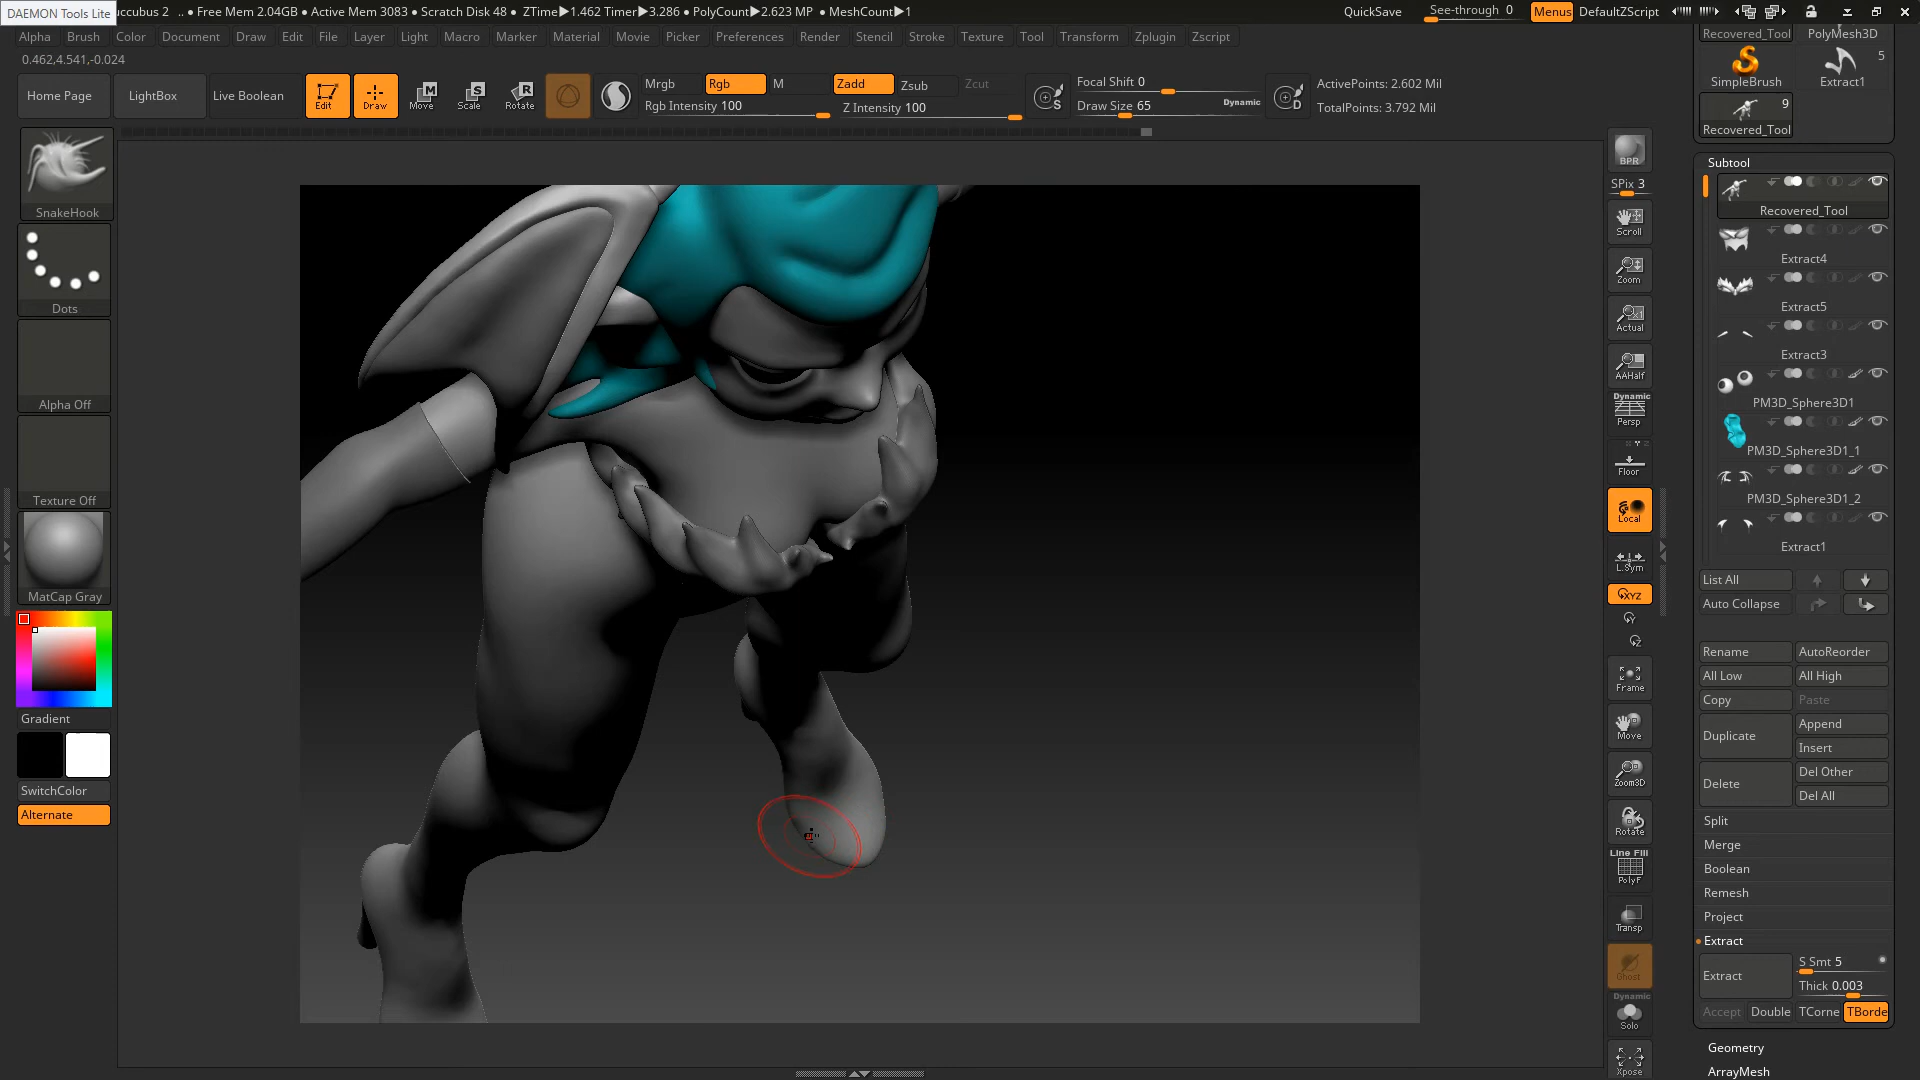 DAEMON Tools Lite
uccubus 2 .. ● Free Mem 2.04GB ● Active Mem 3083 ● Scratch Disk 48 ● ZTime▶1.462 Timer▶3.286 ● PolyCount▶2.623 MP ● MeshCount▶1
QuickSave See-through 0 Menus DefaultZScript
Alpha Brush Color Document Draw Edit File Layer Light Macro Marker Material Movie Picker Preferences Render Stencil Stroke Texture Tool Transform Zplugin Zscript
0.462,4.541,-0.024
Home Page LightBox Live Boolean Edit Draw Move Scale Rotate
Mrgb Rgb M Zadd Zsub Zcut
Rgb Intensity 100 Z Intensity 100
Focal Shift 0
Draw Size 65 Dynamic
ActivePoints: 2.602 Mil
TotalPoints: 3.792 Mil
SnakeHook
Dots
Alpha Off
Texture Off
MatCap Gray
Gradient
SwitchColor
Alternate
BPR
SPix 3
Scroll
Zoom
Actual
AAHalf
Dynamic
Persp
Floor
Local
L.Sym
XYZ
Y
Z
Frame
Move
Zoom3D
Rotate
Line Fill
PolyF
Transp
Ghost
Dynamic
Solo
Xpose
Recovered_Tool PolyMesh3D
5
SimpleBrush Extract1
9
Recovered_Tool
Subtool
Recovered_Tool
Extract4
Extract5
Extract3
PM3D_Sphere3D1
PM3D_Sphere3D1_1
PM3D_Sphere3D1_2
Extract1
List All
Auto Collapse
Rename AutoReorder
All Low All High
Copy Paste
Duplicate Append
Insert
Delete Del Other
Del All
Split
Merge
Boolean
Remesh
Project
Extract
Extract S Smt 5
Thick 0.003
Accept Double TCorne TBorde
Geometry
ArrayMesh